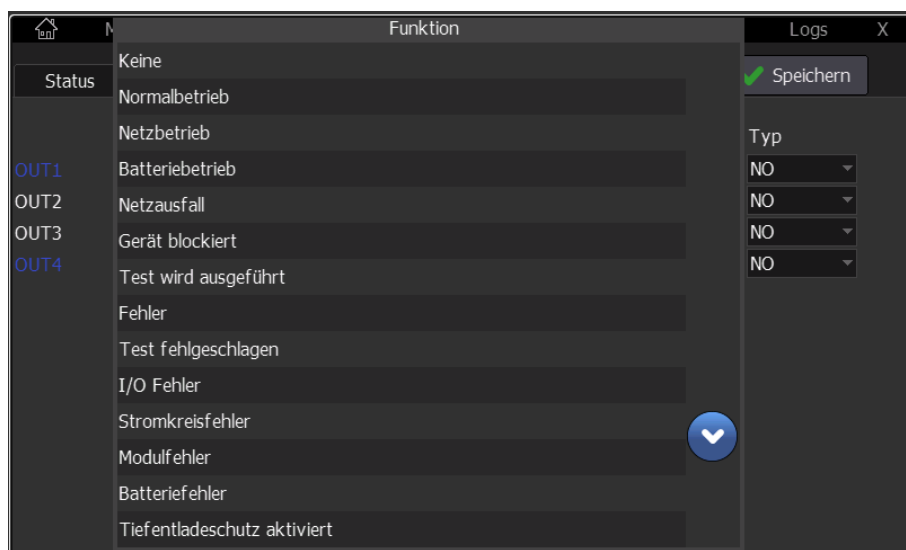 Funktion
M
Logs X
Status
Speichern
Keine
Normalbetrieb
Netzbetrieb
Batteriebetrieb
Netzausfall
Gerät blockiert
Test wird ausgeführt
Fehler
Test fehlgeschlagen
I/O Fehler
Stromkreisfehler
Modulfehler
Batteriefehler
Tiefentladeschutz aktiviert
Typ
OUT1 NO
OUT2 NO
OUT3 NO
OUT4 NO